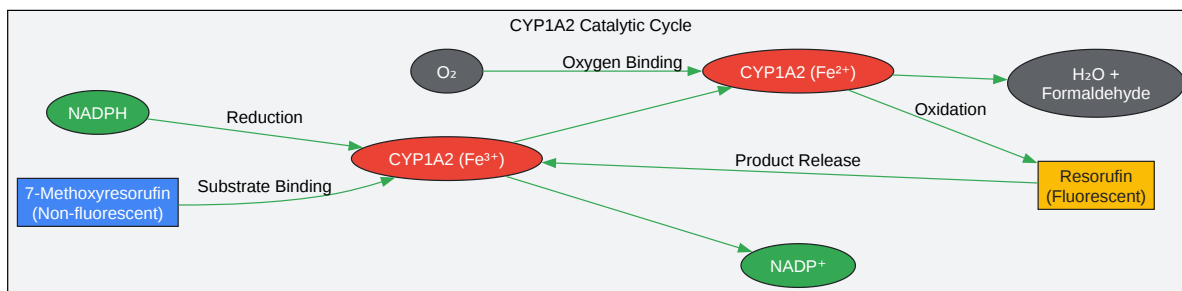 CYP1A2 Catalytic Cycle
O₂
Oxygen Binding
CYP1A2 (Fe²⁺)
H₂O +
Formaldehyde
NADPH
Reduction
Oxidation
CYP1A2 (Fe³⁺)
Product Release
7-Methoxyresorufin
(Non-fluorescent)
Substrate Binding
Resorufin
(Fluorescent)
NADP⁺